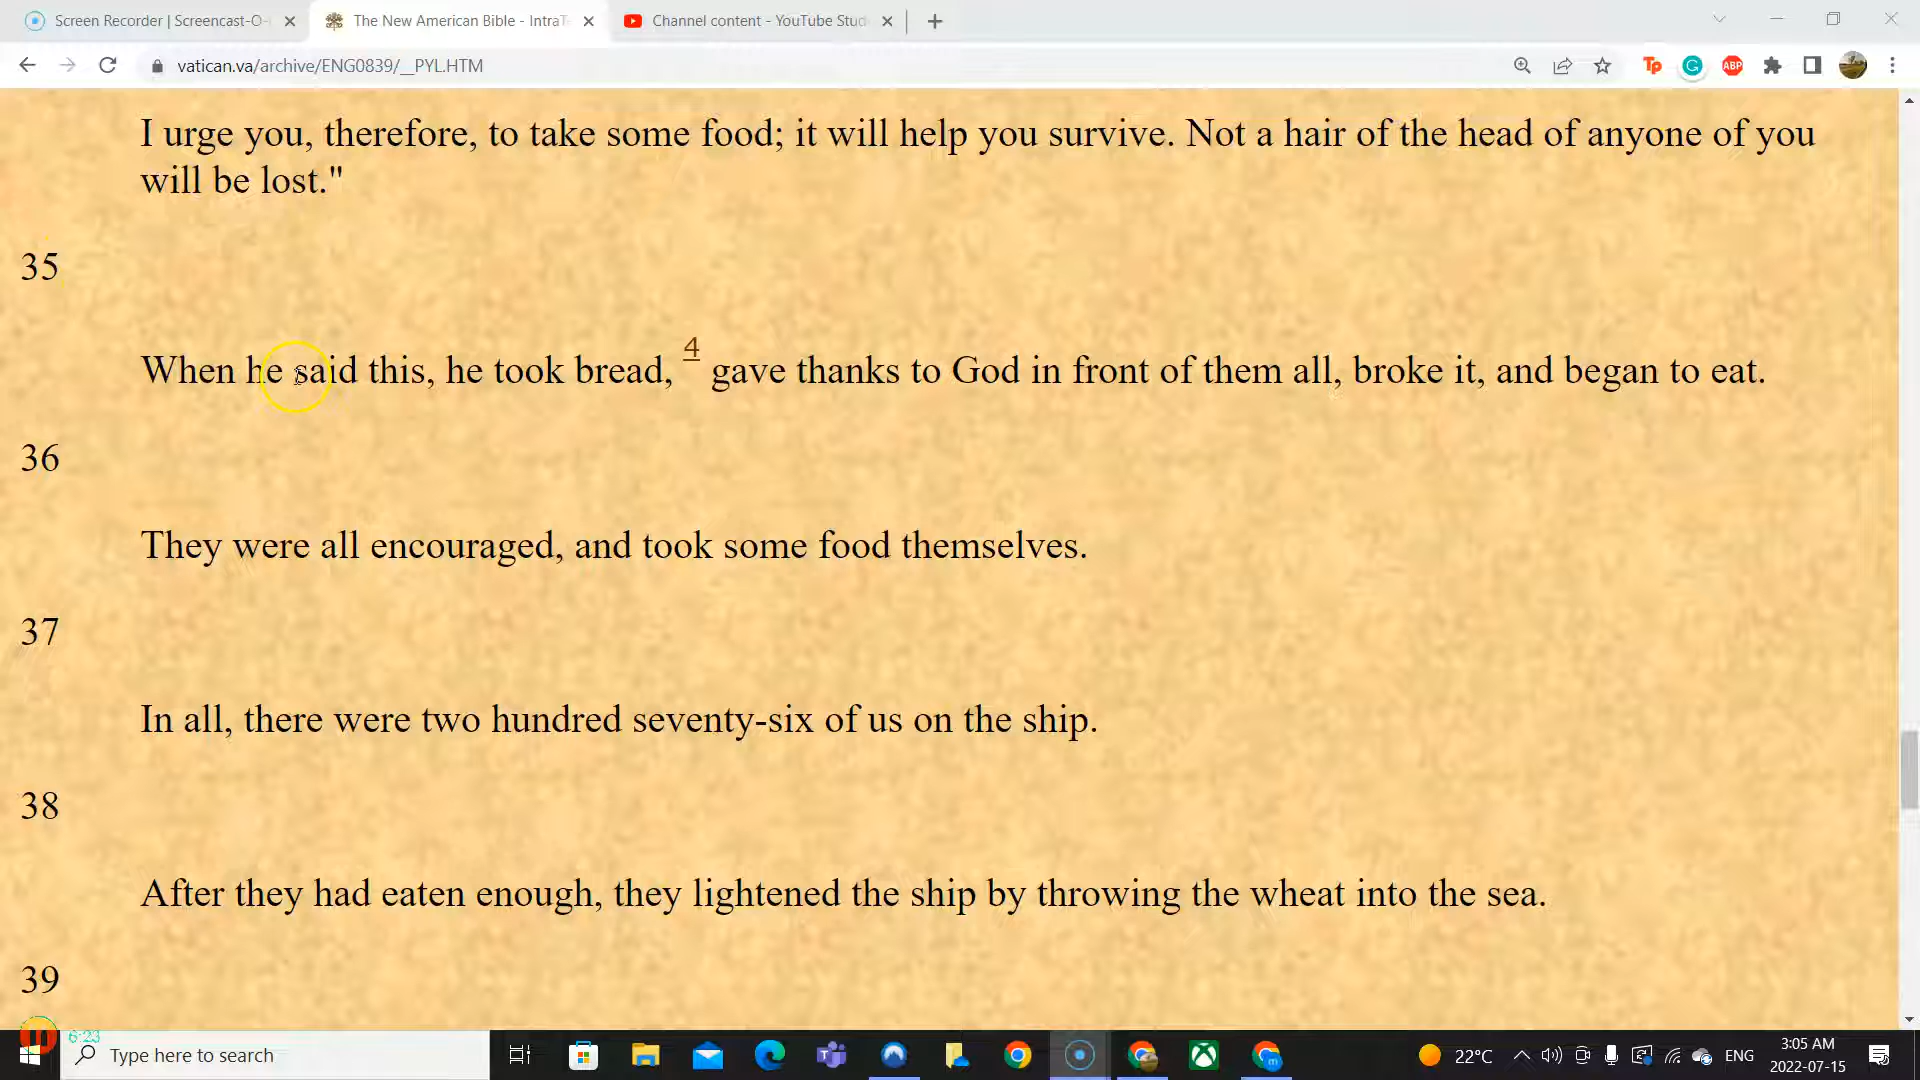 Screen Recorder | Screencast-O-
The New American Bible - IntraT
Channel content - YouTube Stud
vatican.va/archive/ENG0839/__PYL.HTM
Tp
ABP
I urge you, therefore, to take some food; it will help you survive. Not a hair of the head of anyone of you
will be lost."
35
When he said this, he took bread, 4 gave thanks to God in front of them all, broke it, and began to eat.
36
They were all encouraged, and took some food themselves.
37
In all, there were two hundred seventy-six of us on the ship.
38
After they had eaten enough, they lightened the ship by throwing the wheat into the sea.
39
6:23
Type here to search
22°C
ENG
3:05 AM
2022-07-15